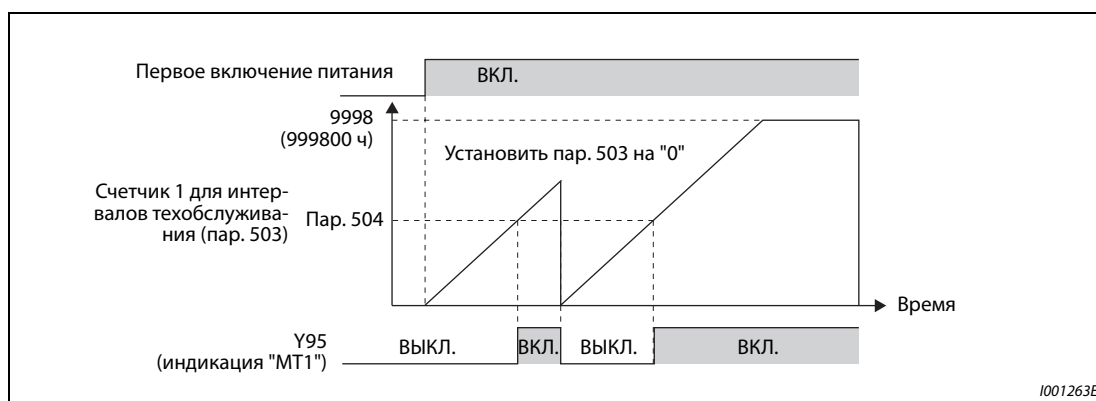 Первое включение питания
ВКЛ.
9998
(999800 ч)
Установить пар. 503 на "0"
Счетчик 1 для интер-
валов техобслужива-
ния (пар. 503)
Пар. 504
Время
Y95
(индикация "MT1")
ВЫКЛ.
ВКЛ.
ВЫКЛ.
ВКЛ.
I001263E